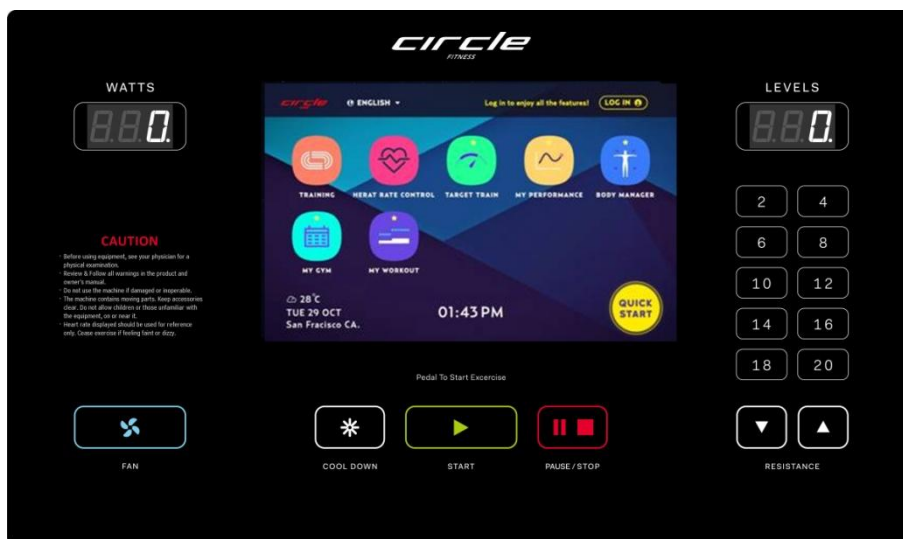 circle
FITNESS
WATTS
8.8.0.
LEVELS
8.8.0.
circle
ENGLISH
Log in to enjoy all the features!
LOG IN
TRAINING
HERAT RATE CONTROL
TARGET TRAIN
MY PERFORMANCE
BODY MANAGER
MY GYM
MY WORKOUT
28°C
TUE 29 OCT
San Fracisco CA.
01:43 PM
QUICK
START
CAUTION
· Before using equipment, see your physician for a
physical examination.
· Review & Follow all warnings in the product and
owner's manual.
· Do not use the machine if damaged or inoperable.
· The machine contains moving parts. Keep accessories
clear. Do not allow children or those unfamiliar with
the equipment, on or near it.
· Heart rate displayed should be used for reference
only. Cease exercise if feeling faint or dizzy.
2 4
6 8
10 12
14 16
18 20
Pedal To Start Excercise
FAN
COOL DOWN
START
PAUSE/STOP
RESISTANCE